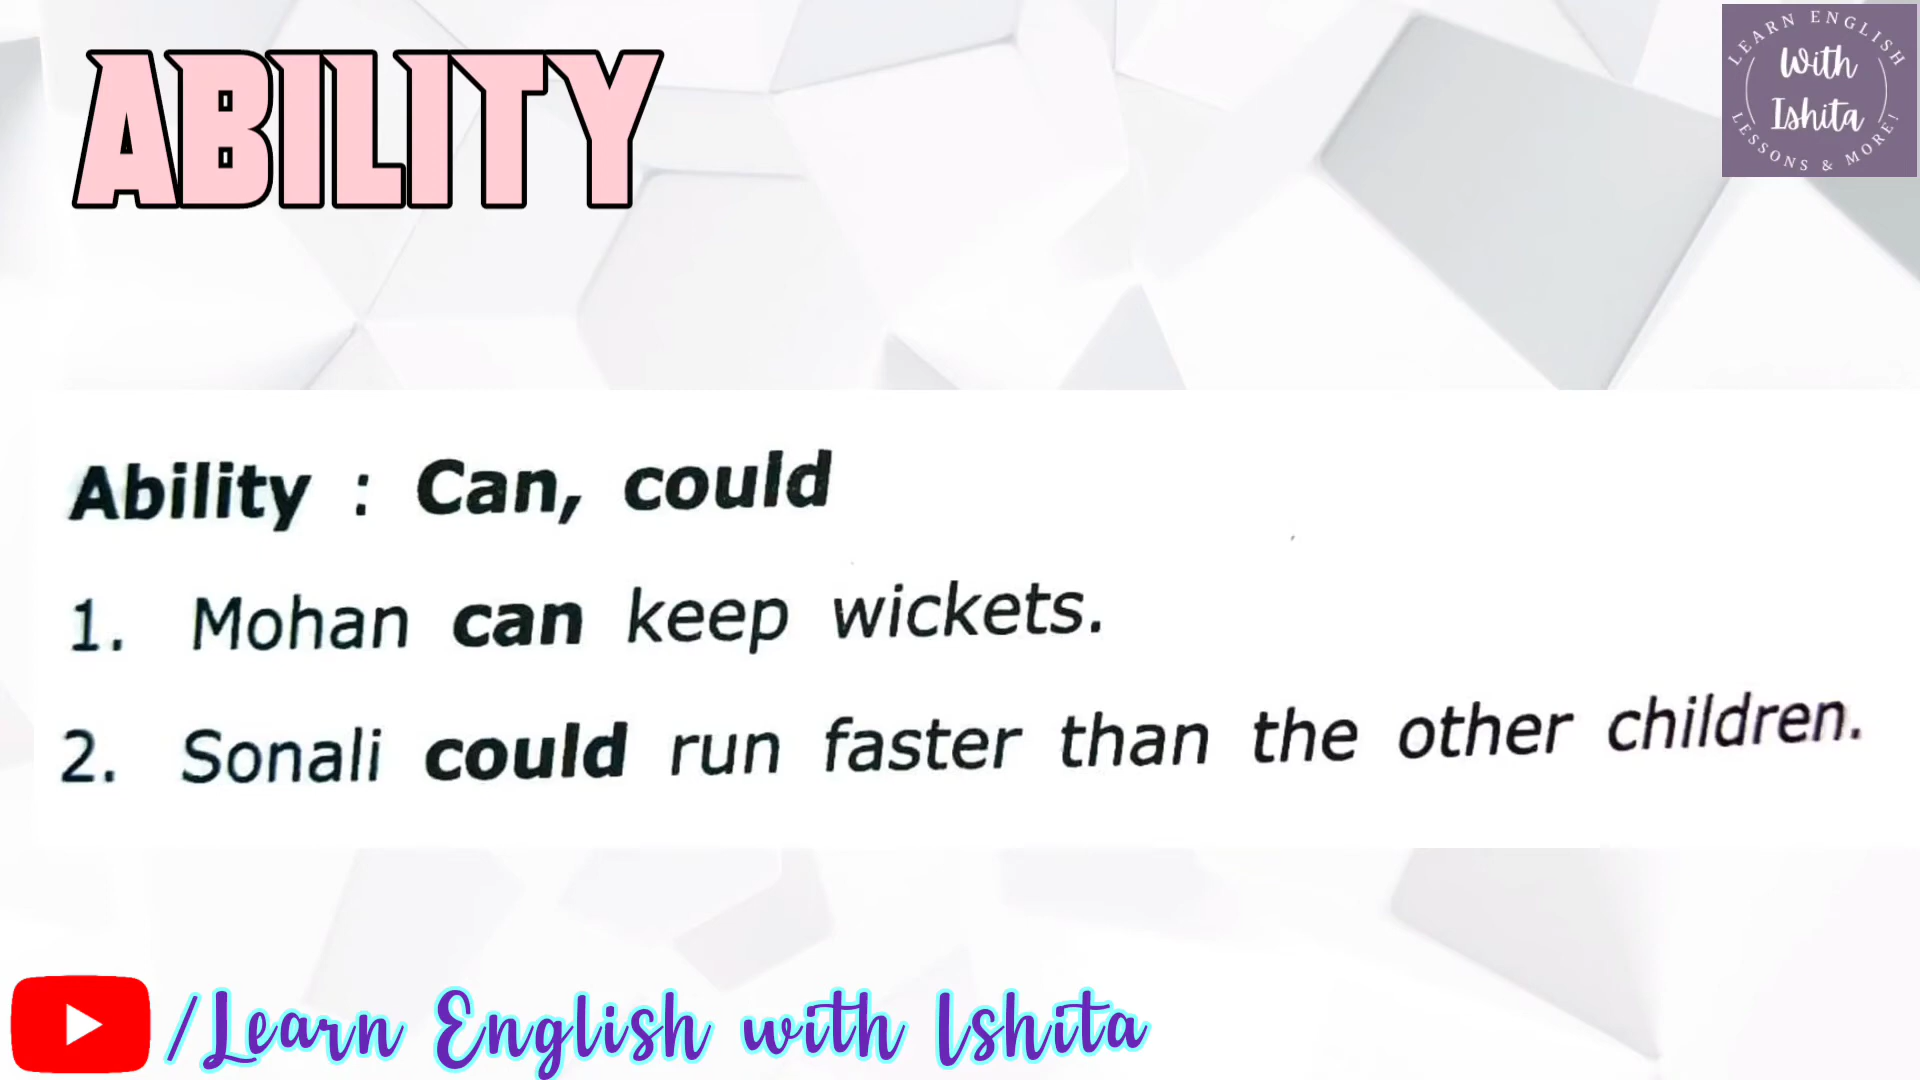 ABILITY
LEARN ENGLISH
With
Ishita
LESSONS & MORE!
Ability : Can, could
1. Mohan can keep wickets.
2. Sonali could run faster than the other children.
/Learn English with Ishita